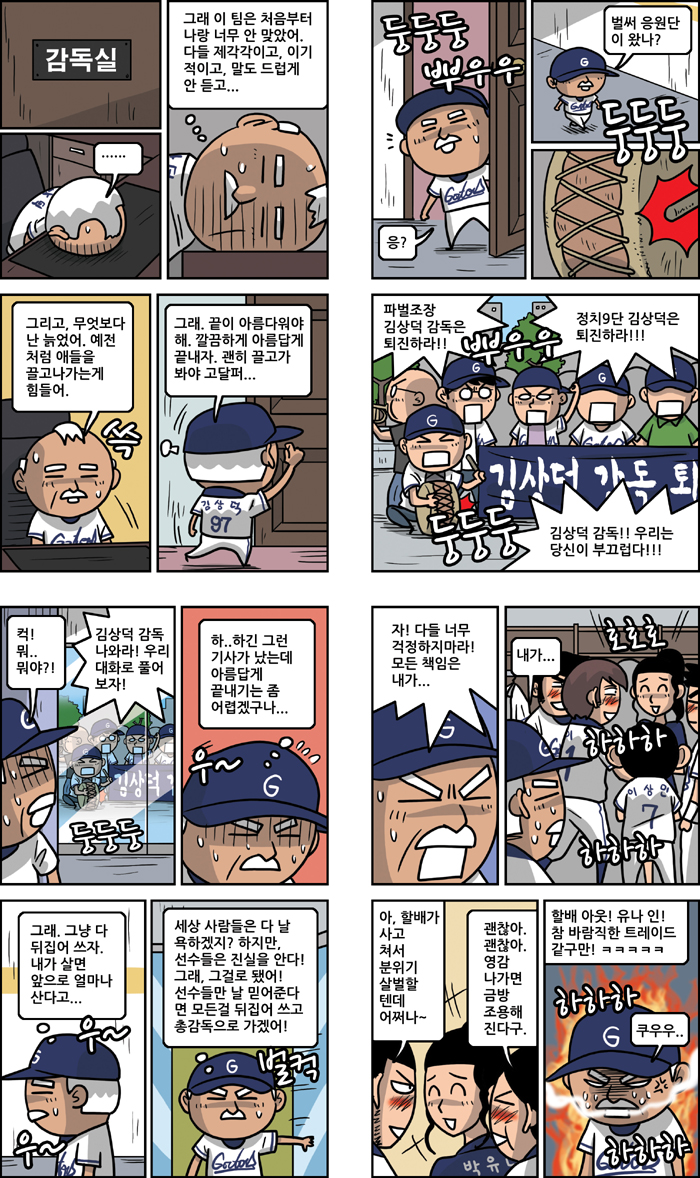 감독실
그래 이 팀은 처음부터
나랑 너무 안 맞았어.
다들 제각각이고, 이기
적이고, 말도 드럽게
안 듣고...
......
그리고, 무엇보다
난 늙었어. 예전
처럼 애들을
끌고나가는게
힘들어.
쓱
그래. 끝이 아름다워야
해. 깔끔하게 아름답게
끝내자. 괜히 끌고가
봐야 고달퍼...
김상덕
97
둥둥둥
뿌우우
응?
벌써 응원단
이 왔나?
둥둥둥
파벌조장
김상덕 감독은
퇴진하라!!
뿌우우
정치9단 김상덕은
퇴진하라!!!
김상덕 감독 퇴
둥둥둥
김상덕 감독!! 우리는
당신이 부끄럽다!!!
컥!
뭐..
뭐야?!
김상덕 감독
나와라! 우리
대화로 풀어
보자!
김상덕
둥둥둥
하..하긴 그런
기사가 났는데
아름답게
끝내기는 좀
어렵겠구나...
우~
G
그래. 그냥 다
뒤집어 쓰자.
내가 살면
앞으로 얼마나
산다고...
우~
우~
G
세상 사람들은 다 날
욕하겠지? 하지만,
선수들은 진실을 안다!
그래, 그걸로 됐어!
선수들만 날 믿어준다
면 모든걸 뒤집어 쓰고
총감독으로 가겠어!
벌컥
G
자! 다들 너무
걱정하지마라!
모든 책임은
내가...
G
호호호
내가...
하하하
이상민
7
하하하
아, 할배가
사고
쳐서
분위기
살벌할
텐데
어쩌나~
괜찮아.
괜찮아.
영감
나가면
금방
조용해
진다구.
박유
할배 아웃! 유나 인!
참 바람직한 트레이드
같구만! ㅋㅋㅋㅋㅋ
하하하
G
쿠우우..
하하하